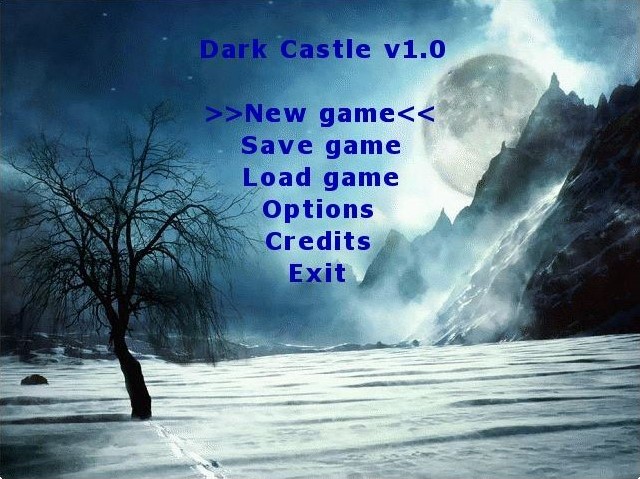 Dark Castle v1.0
>>New game<<
Save game
Load game
Options
Credits
Exit